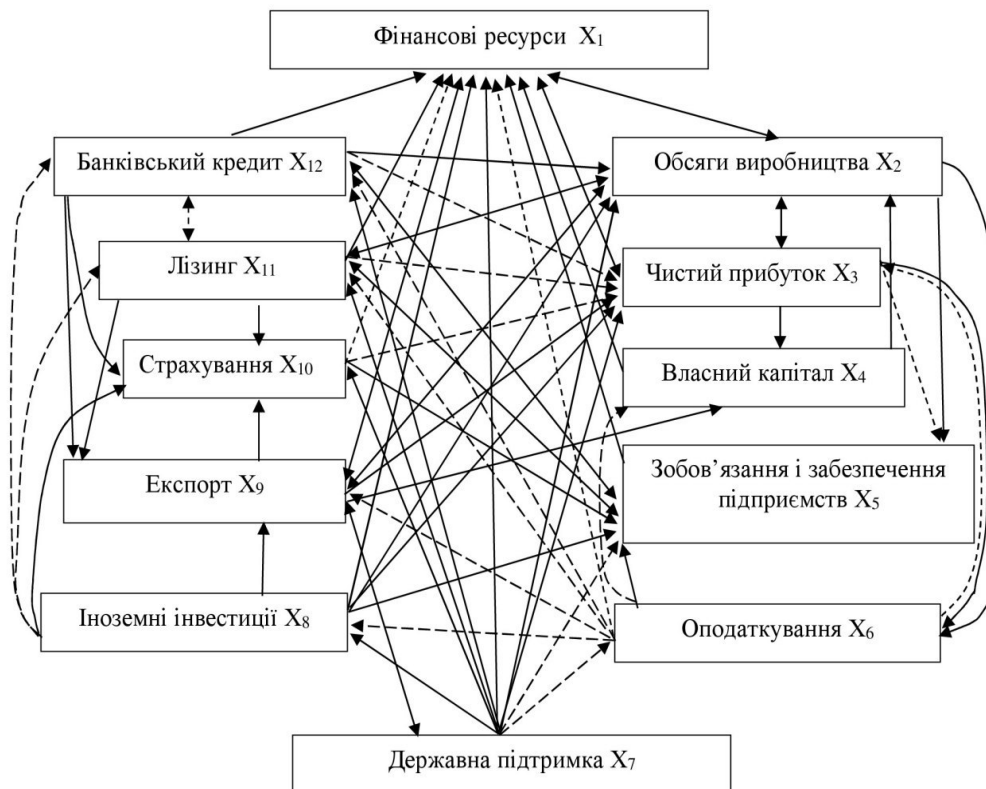 Фінансові ресурси X1
Банківський кредит X12
Обсяги виробництва X2
Лізинг X11
Чистий прибуток X3
Страхування X10
Власний капітал X4
Експорт X9
Зобов’язання і забезпечення
підприємств X5
Іноземні інвестиції X8
Оподаткування X6
Державна підтримка X7